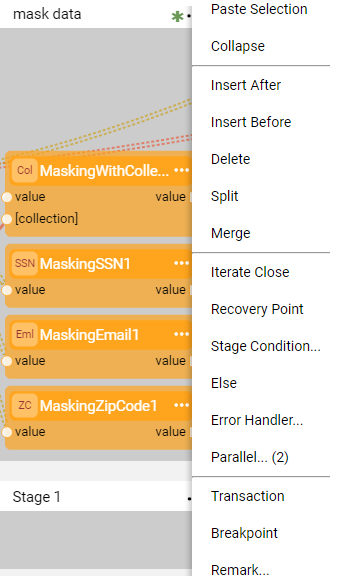 mask data
Col MaskingWithColle...
value value
[collection]
SSN MaskingSSN1
value value
Eml MaskingEmail1
value value
ZC MaskingZipCode1
value value
Stage 1
Paste Selection
Collapse
Insert After
Insert Before
Delete
Split
Merge
Iterate Close
Recovery Point
Stage Condition...
Else
Error Handler...
Parallel... (2)
Transaction
Breakpoint
Remark...